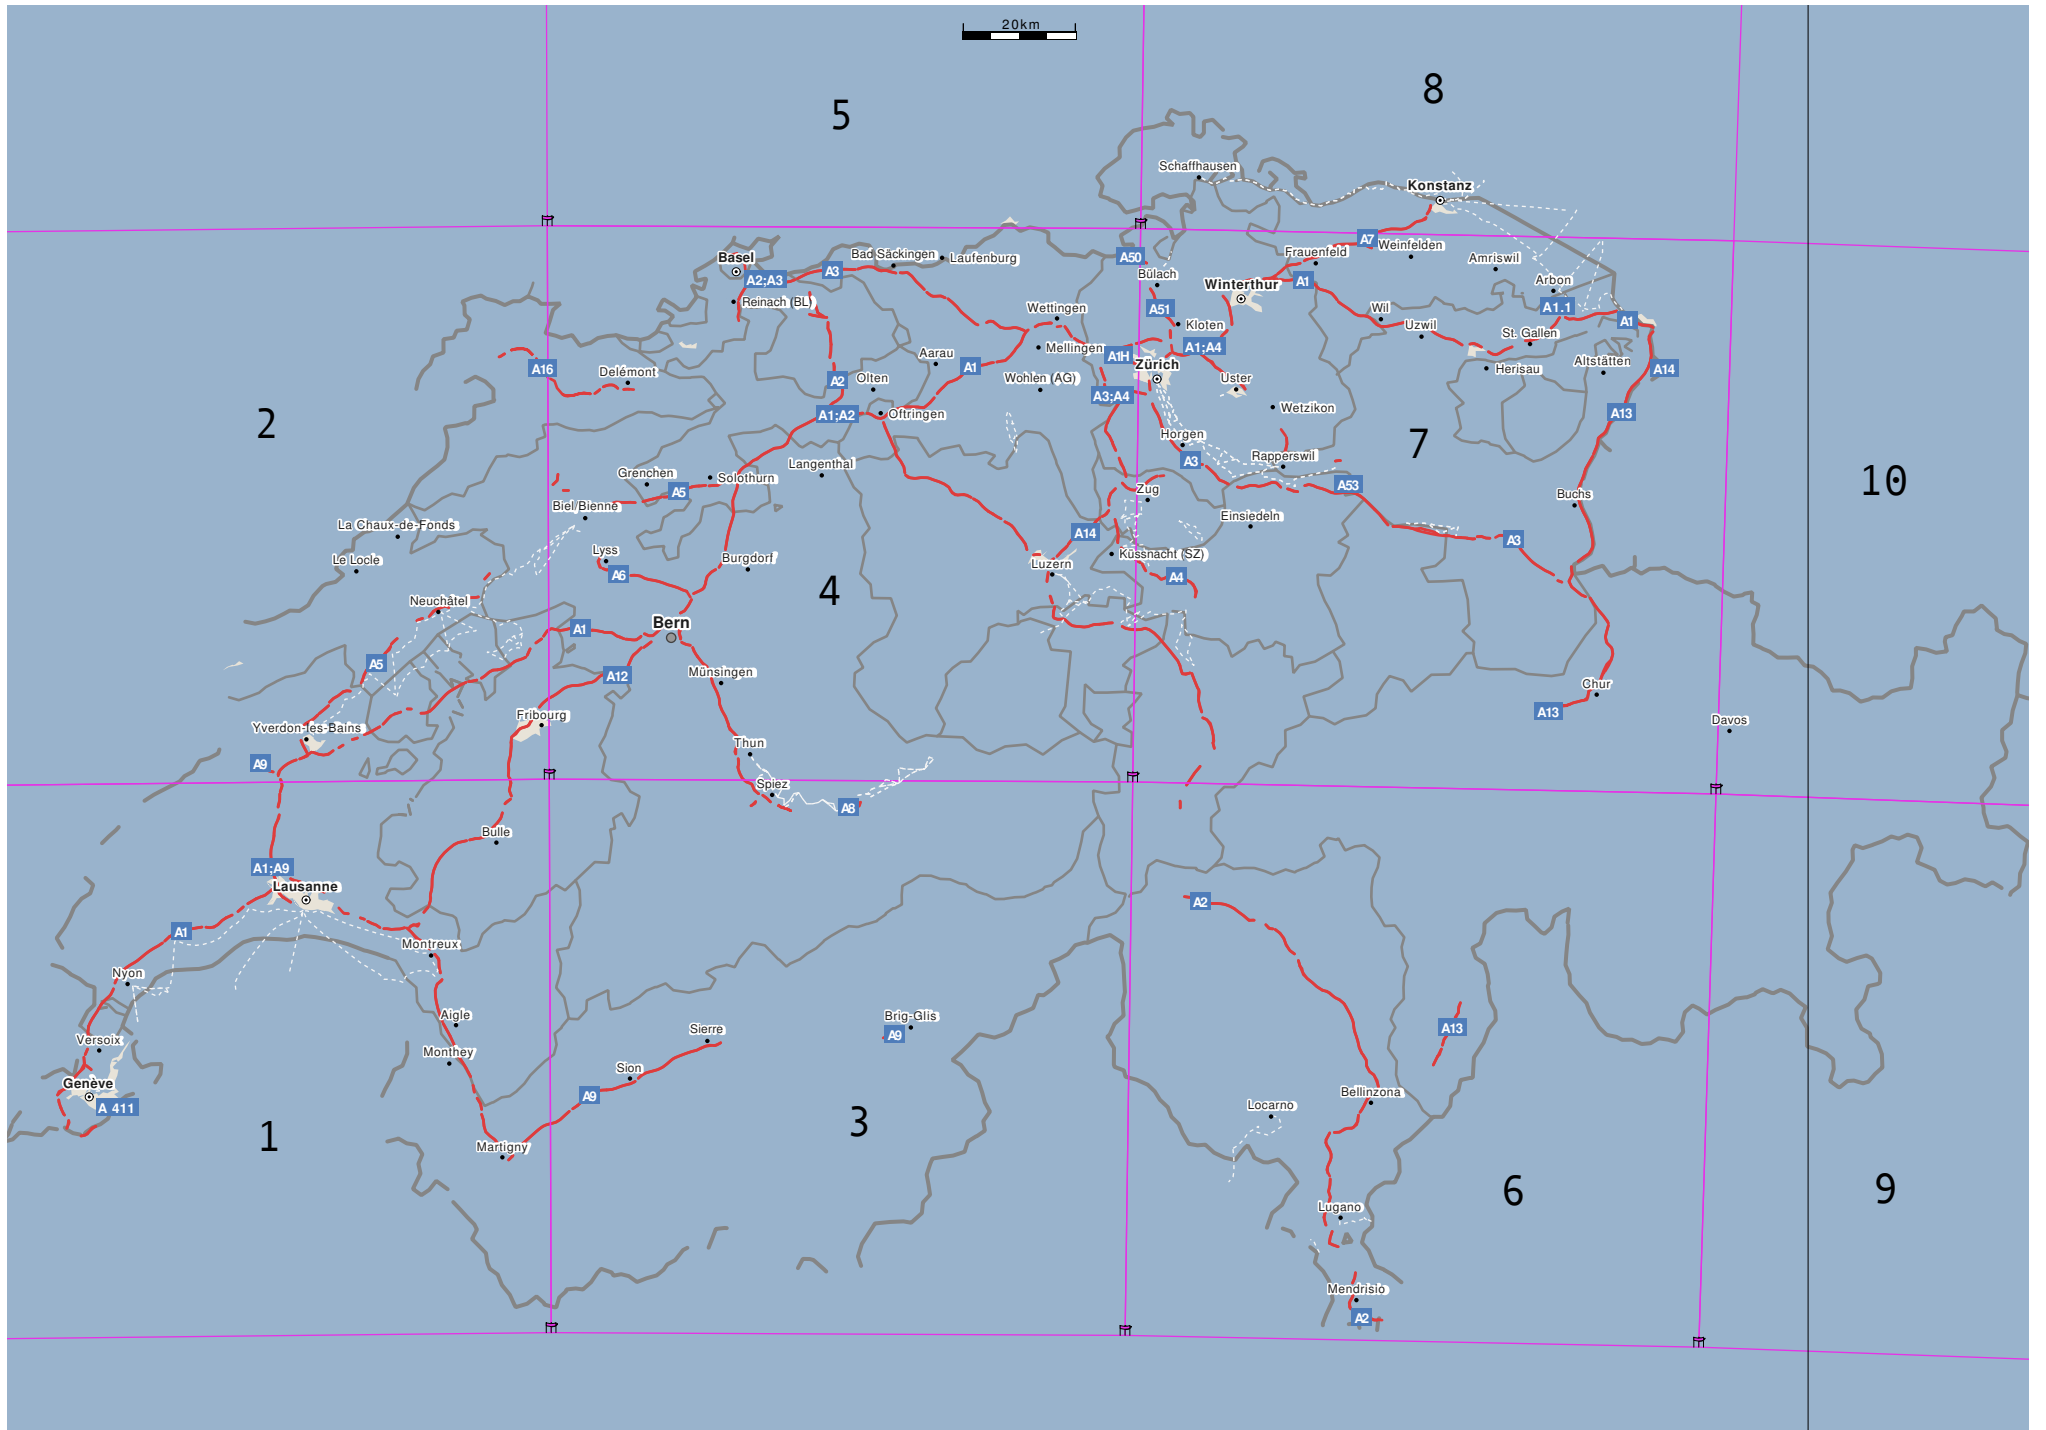 20km
8
5
Schaffhausen
Konstanz
A7
Weinfelden
Frauenfeld
Basel
Bad Säckingen
Laufenburg
A50
Amriswil
A2;A3
A3
Bülach
Winterthur
A1
Arbon
Reinach (BL)
Wettingen
A51
Wil
A1.1
A1
Kloten
Uzwil
St. Gallen
Mellingen
A1H
A1;A4
Aarau
Zürich
Altstätten
A16
Delémont
A1
Herisau
A14
A2
Olten
Wohlen (AG)
Uster
A3;A4
A1;A2
Oftringen
Wetzikon
A13
2
Horgen
7
Langenthal
A3
Rapperswil
Grenchen
Solothurn
A5
A53
10
Zug
Buchs
Biel/Bienne
Einsiedeln
La Chaux-de-Fonds
A14
A3
Lyss
Burgdorf
Küssnacht (SZ)
Le Locle
A6
Luzern
A4
4
Neuchâtel
Bern
A1
A5
A12
Münsingen
Chur
Fribourg
A13
Davos
Yverdon-les-Bains
Thun
A9
Spiez
A8
Bulle
A1;A9
Lausanne
A2
A1
Montreux
Nyon
Aigle
Brig-Glis
Sierre
A9
A13
Versoix
Monthey
Sion
Genève
A9
Bellinzona
A 411
Locarno
3
1
Martigny
6
9
Lugano
Mendrisio
A2